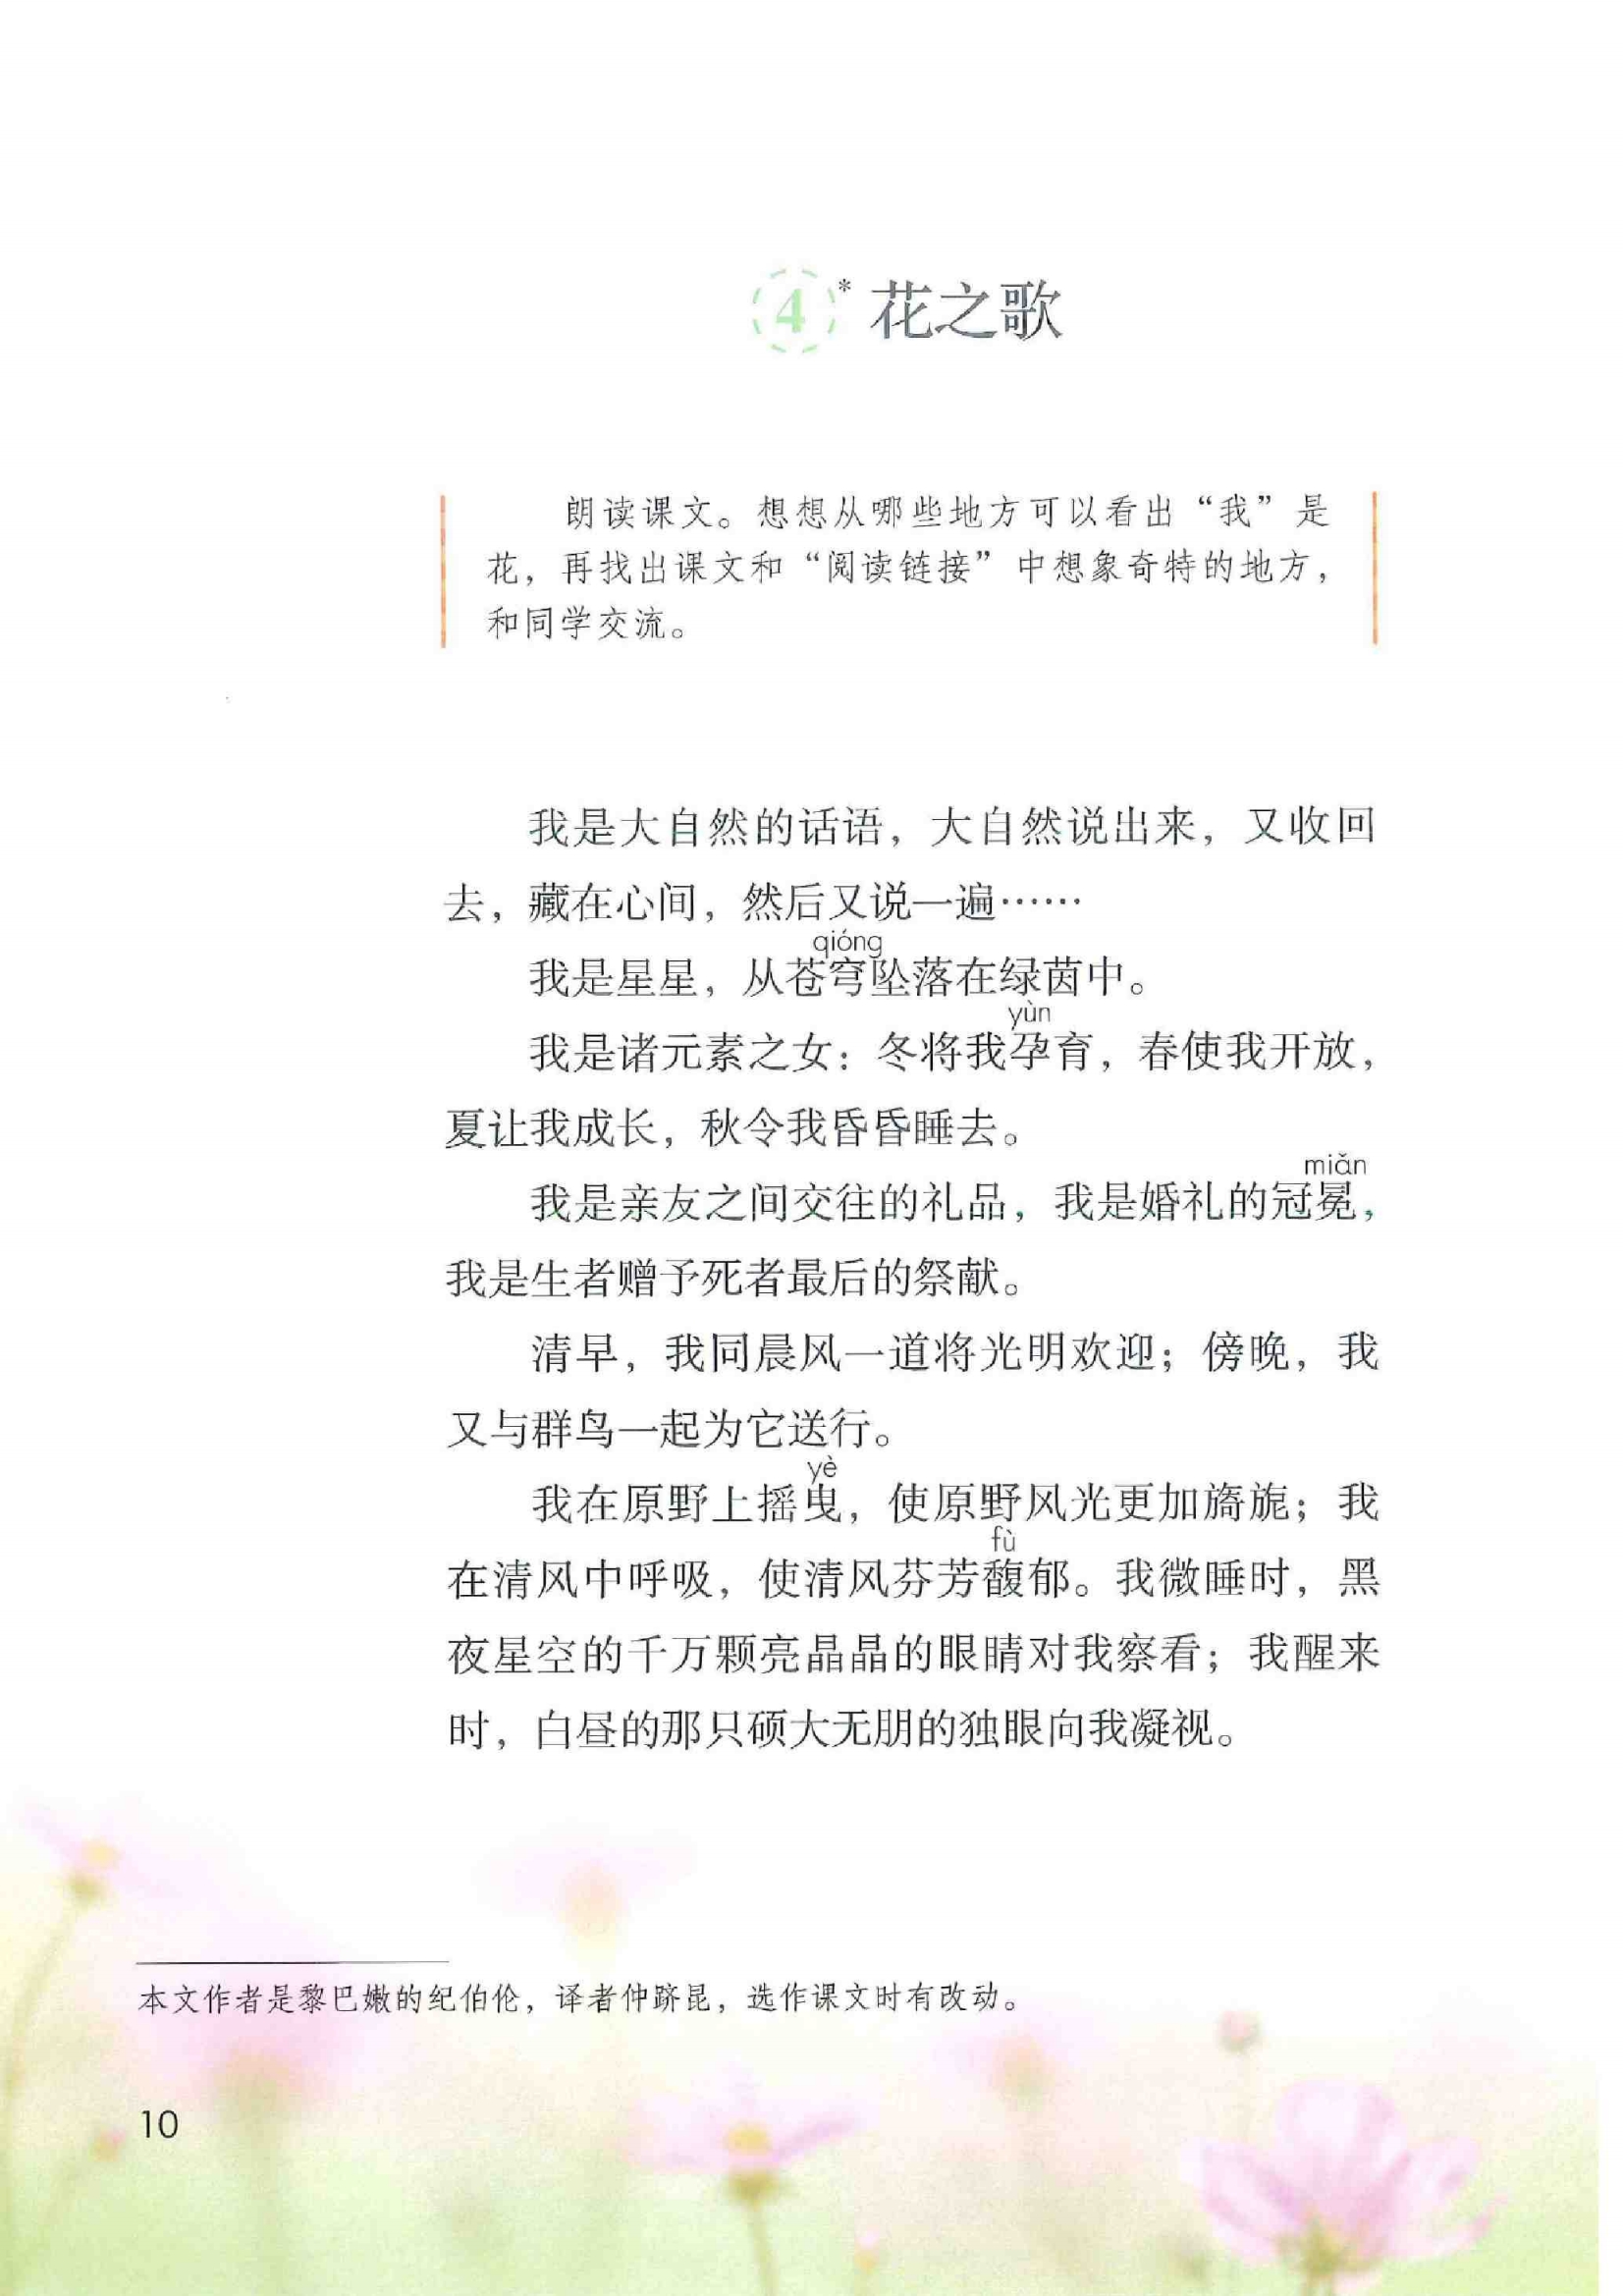 4* 花之歌
朗读课文。想想从哪些地方可以看出“我”是
花，再找出课文和“阅读链接”中想象奇特的地方，
和同学交流。
我是大自然的话语，大自然说出来，又收回
去，藏在心间，然后又说一遍……
qióng
我是星星，从苍穹坠落在绿茵中。
yùn
我是诸元素之女：冬将我孕育，春使我开放，
夏让我成长，秋令我昏昏睡去。
miǎn
我是亲友之间交往的礼品，我是婚礼的冠冕，
我是生者赠予死者最后的祭献。
清早，我同晨风一道将光明欢迎；傍晚，我
又与群鸟一起为它送行。
yè
我在原野上摇曳，使原野风光更加旖旎；我
fù
在清风中呼吸，使清风芬芳馥郁。我微睡时，黑
夜星空的千万颗亮晶晶的眼睛对我察看；我醒来
时，白昼的那只硕大无朋的独眼向我凝视。
本文作者是黎巴嫩的纪伯伦，译者仲跻昆，选作课文时有改动。
10